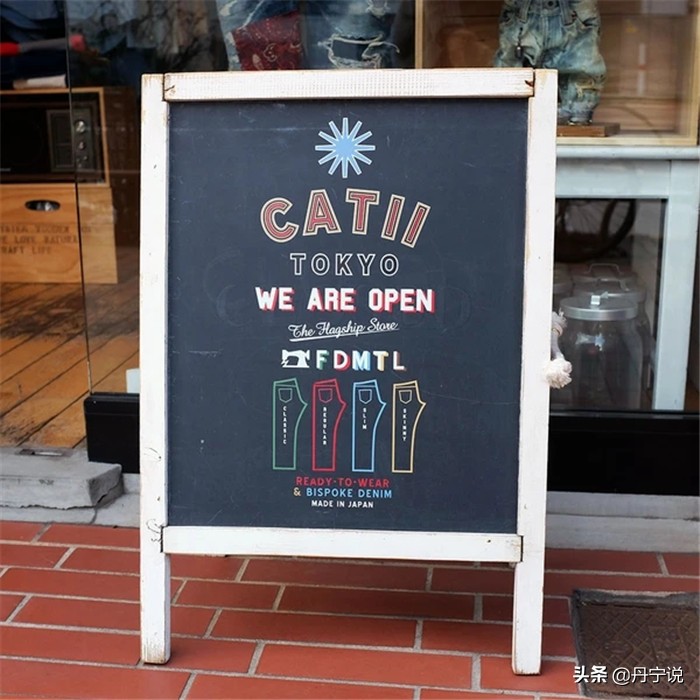 CATII
TOKYO
WE ARE OPEN
The Flagship Store
FDMTL
CLASSIC
REGULAR
SLIM
SKINNY
READY-TO-WEAR
& BISPOKE DENIM
MADE IN JAPAN
头条 @丹宁说